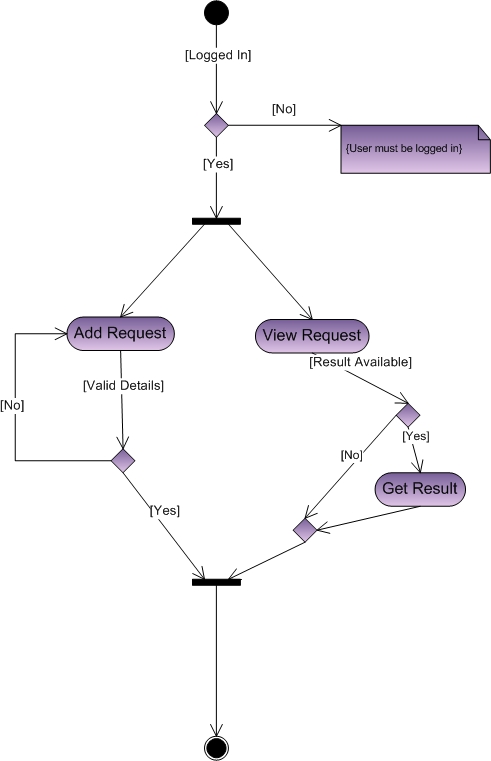 [Logged In]
[No]
{User must be logged in}
[Yes]
Add Request
View Request
[Result Available]
[Valid Details]
[No]
[Yes]
[No]
Get Result
[Yes]